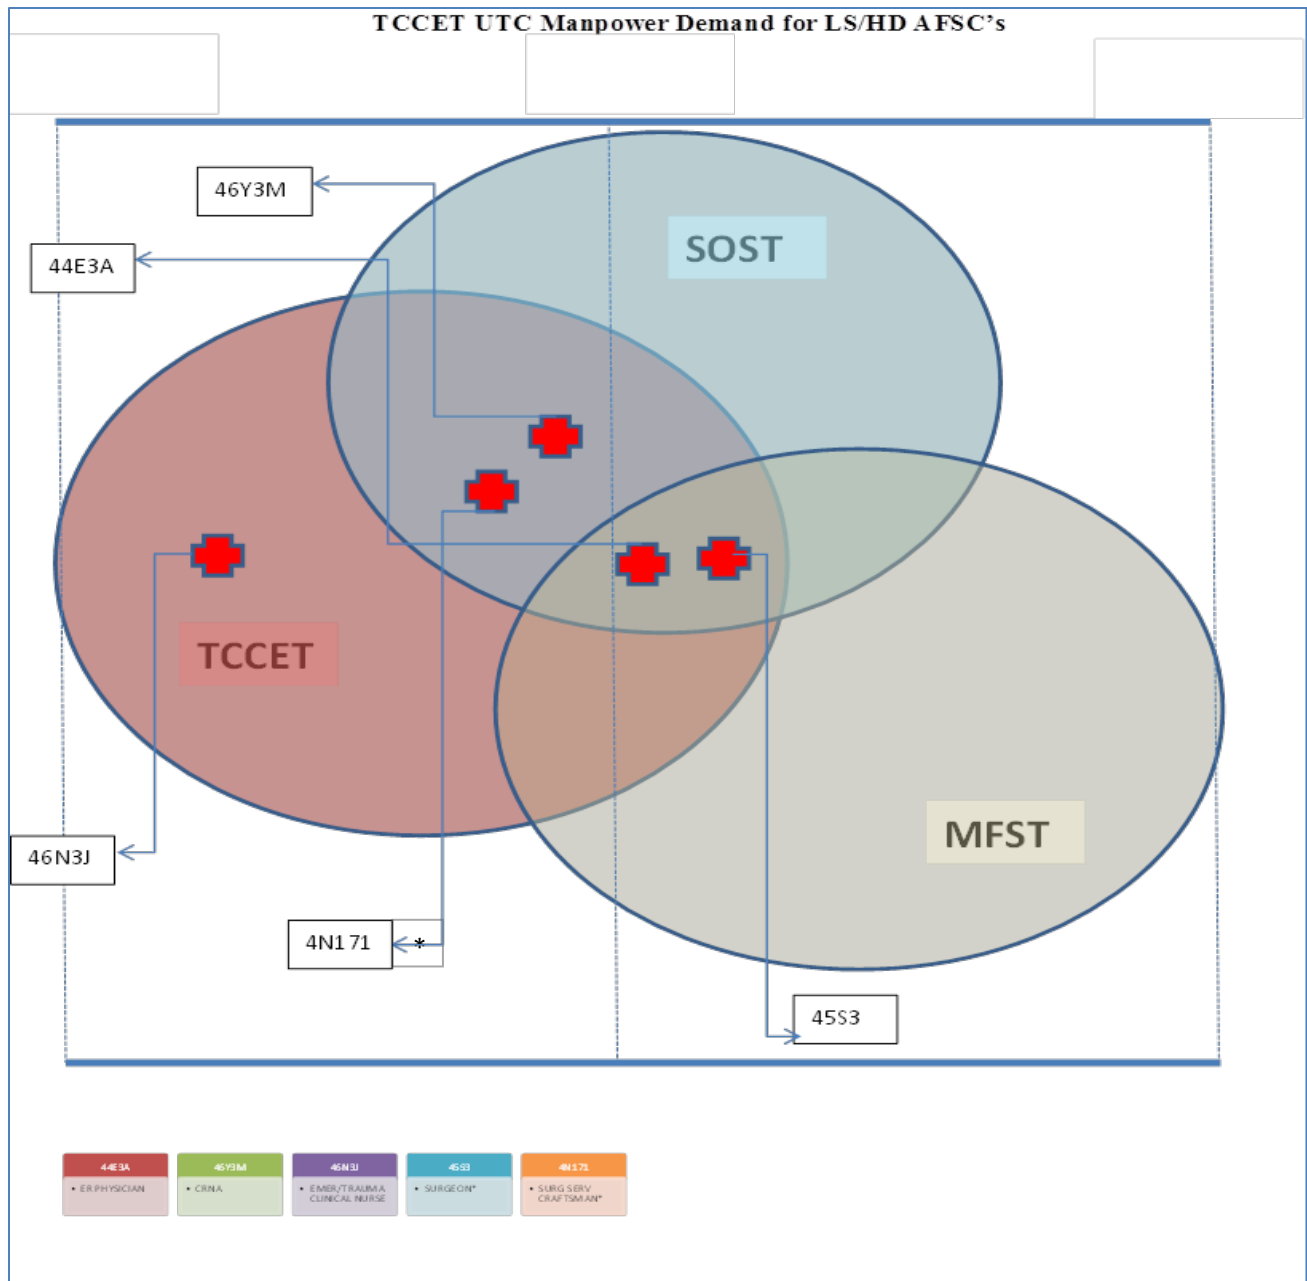 TCCET UTC Manpower Demand for LS/HD AFSC's
46Y3M
SOST
44E3A
TCCET
MFST
46N3J
4N171
*
45S3
44E3A
• ER PHYSICIAN
46Y3M
• CRNA
46N3J
• EMER/TRAUMA
CLINICAL NURSE
45S3
• SURGEON*
4N171
• SURG SERV
CRAFTSMAN*